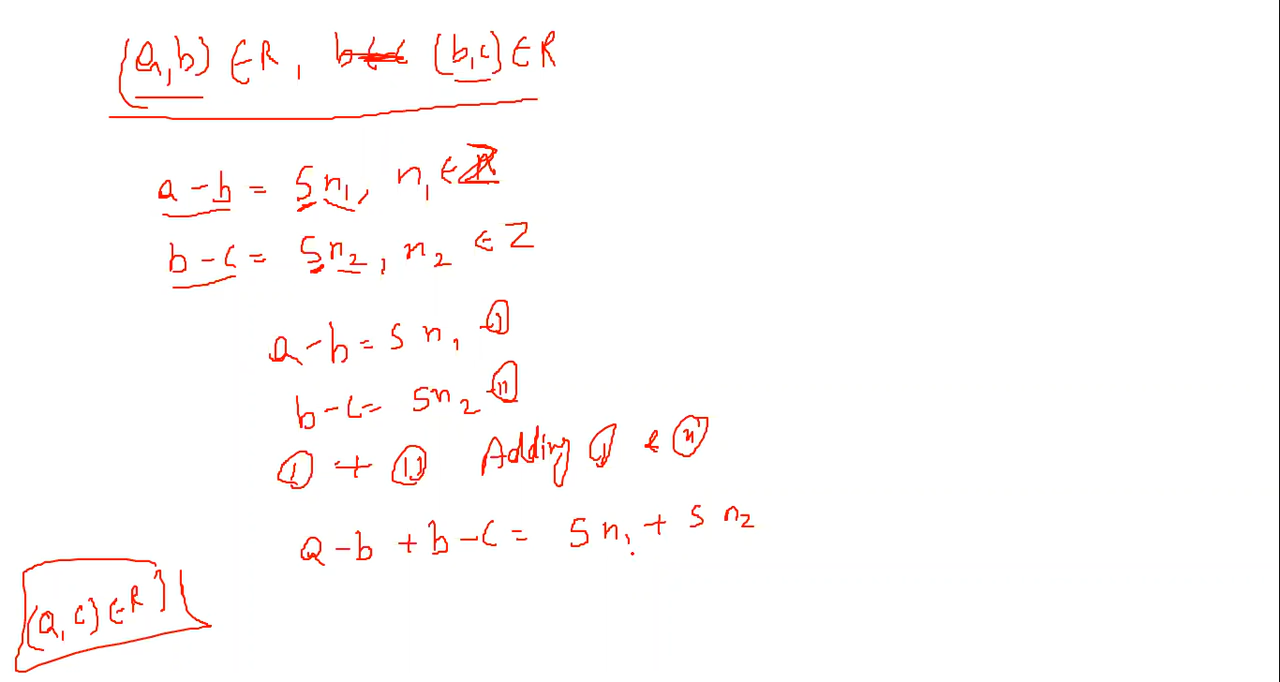 (a,b) ∈ R, (b,c) ∈ R
a - b = 5n₁, n₁ ∈ Z
b - c = 5n₂, n₂ ∈ Z
a - b = 5n₁ (i)
b - c = 5n₂ (ii)
(i) + (ii) Adding (i) & (ii)
a - b + b - c = 5n₁ + 5n₂
(a,c) ∈ R]